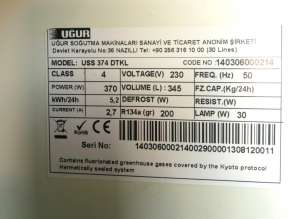 UĞUR
UĞUR SOĞUTMA MAKİNALARI SANAYİ VE TİCARET ANONİM ŞİRKETİ
Devlet Karayolu No:36 NAZİLLİ Tel:+90 256 316 10 00 (30 Lines)
MODEL: USS 374 DTKL CODE NO: 140306000214
CLASS 4 VOLTAGE(V) 230 FREQ. (Hz) 50
POWER (W) 370 VOLUME (L) : 345 FZ.CAP.(Kg/24h)
kWh/24h 5,2 DEFROST (W) RESIST.(W)
CURRENT (A) 2,7 R134a (gr) 200 LAMP (W) 30
Seri No:
140306000214002900001308120011
Contains fluorionated greenhouse gases covered by the Kyoto protocol
Hermetically sealed system